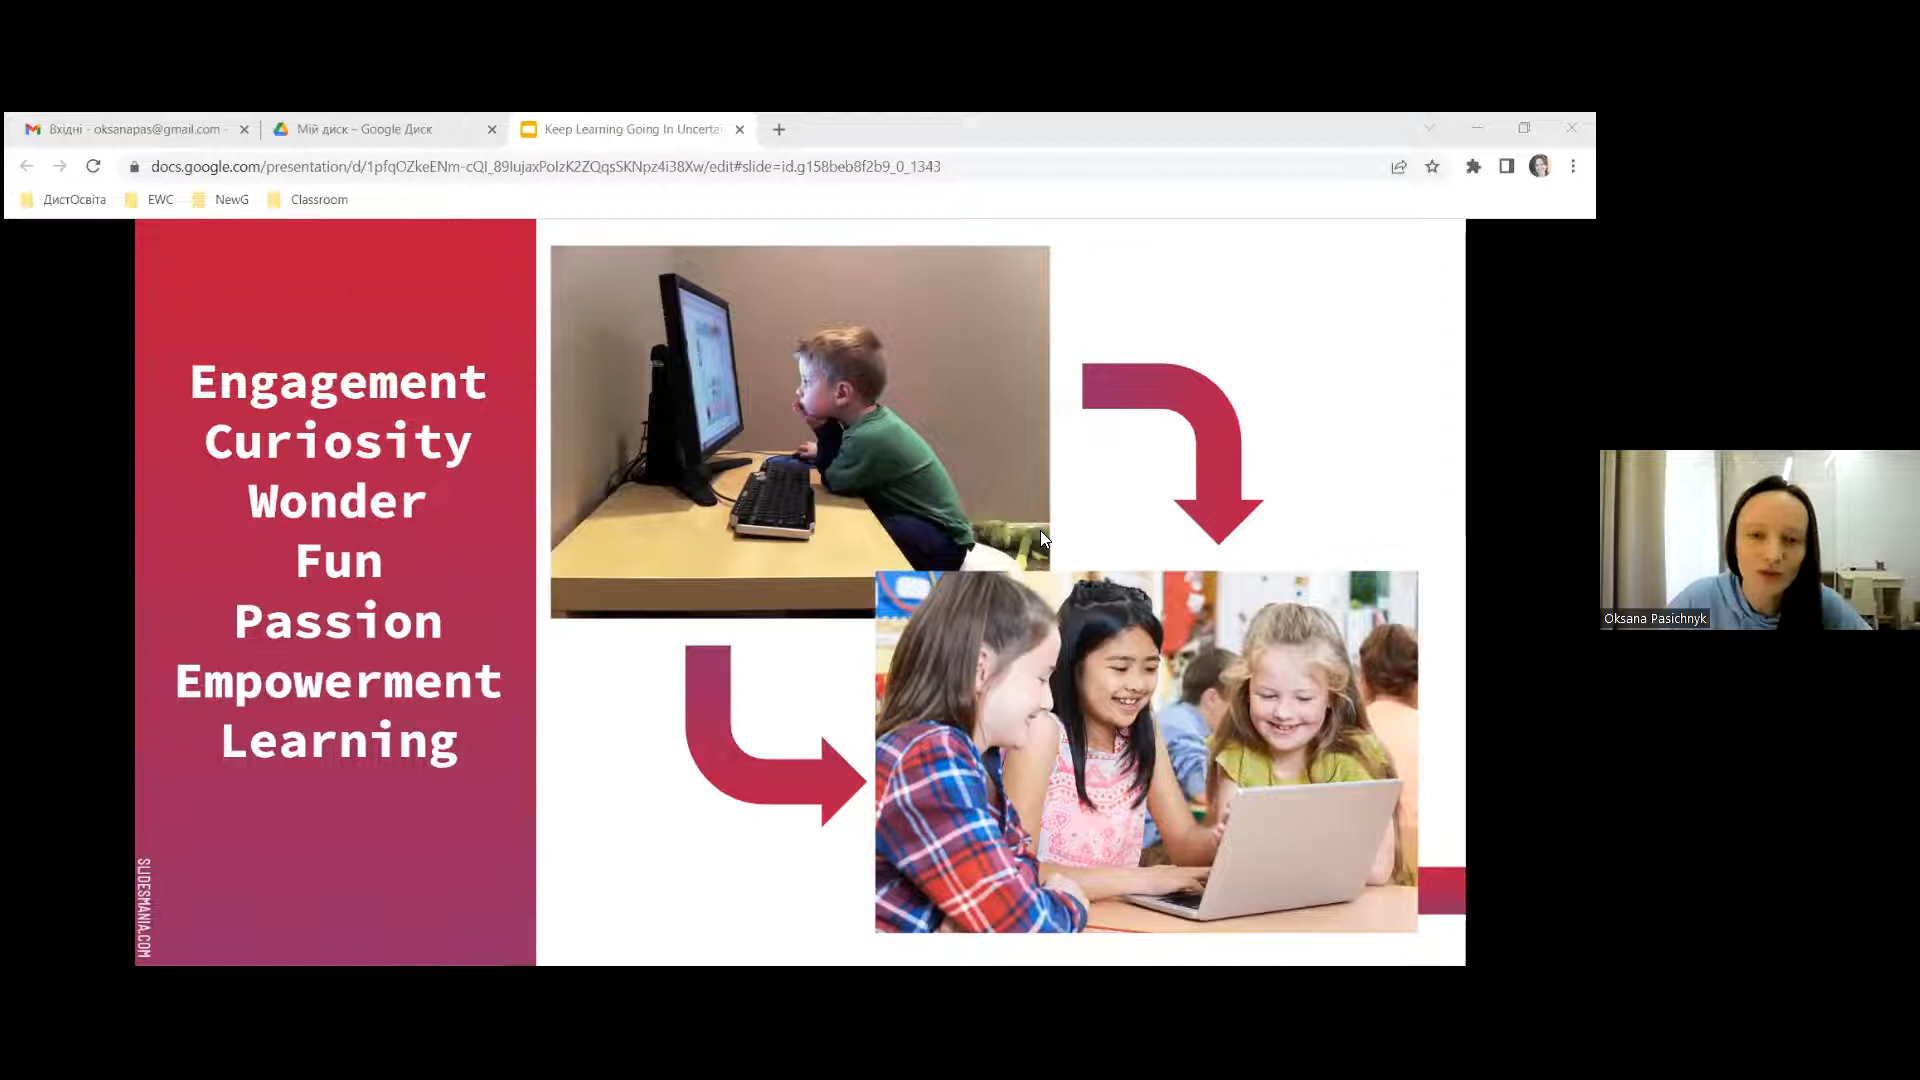 Вхідні - oksanapas@gmail.com -
Мій диск – Google Диск
Keep Learning Going In Uncerta
docs.google.com/presentation/d/1pfqOZkeENm-cQI_89IujaxPoIzK2ZQqsSKNpz4i38Xw/edit#slide=id.g158beb8f2b9_0_1343
ДистОсвіта
EWC
NewG
Classroom
Engagement
Curiosity
Wonder
Fun
Passion
Empowerment
Learning
SLIDESMANIA.COM
Oksana Pasichnyk